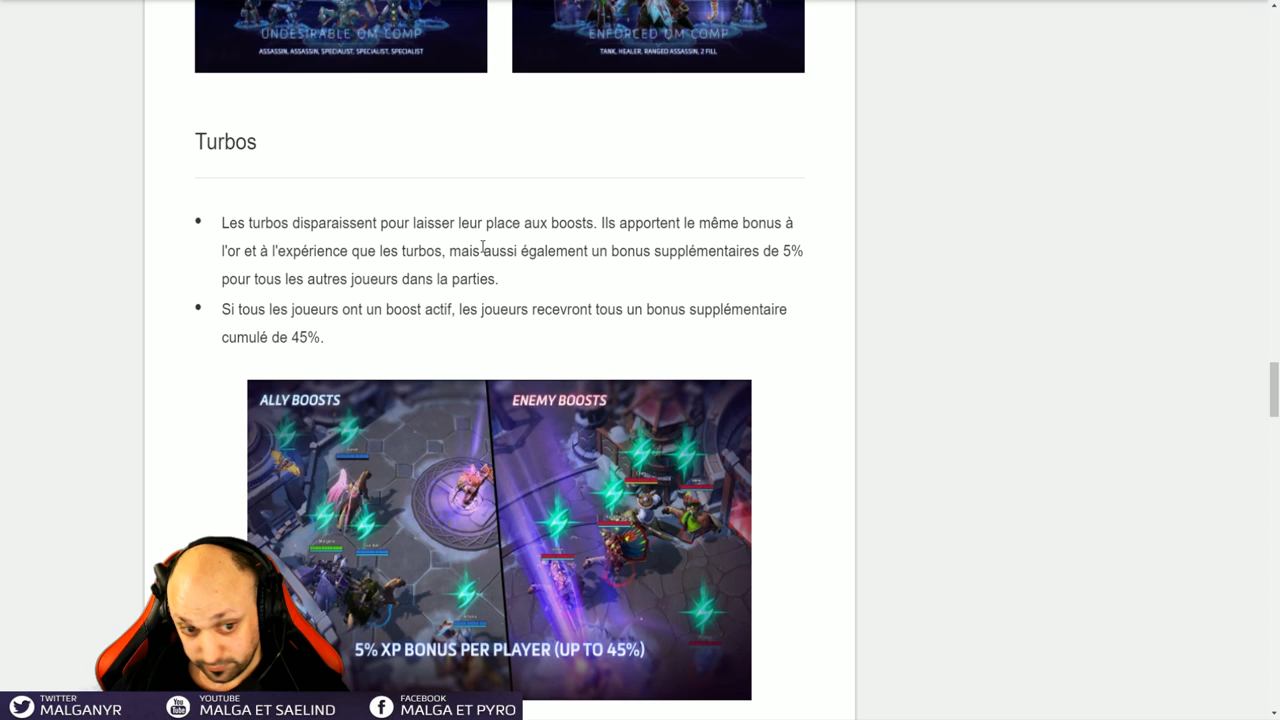 UNDESIRABLE QM COMP
ASSASSIN, ASSASSIN, SPECIALIST, SPECIALIST, SPECIALIST
ENFORCED QM COMP
TANK, HEALER, RANGED ASSASSIN, 2 FILL
Turbos
• Les turbos disparaissent pour laisser leur place aux boosts. Ils apportent le même bonus à
l'or et à l'expérience que les turbos, mais aussi également un bonus supplémentaires de 5%
pour tous les autres joueurs dans la parties.
• Si tous les joueurs ont un boost actif, les joueurs recevront tous un bonus supplémentaire
cumulé de 45%.
ALLY BOOSTS
ENEMY BOOSTS
5% XP BONUS PER PLAYER (UP TO 45%)
TWITTER
MALGANYR
YOUTUBE
MALGA ET SAELIND
FACEBOOK
MALGA ET PYRO